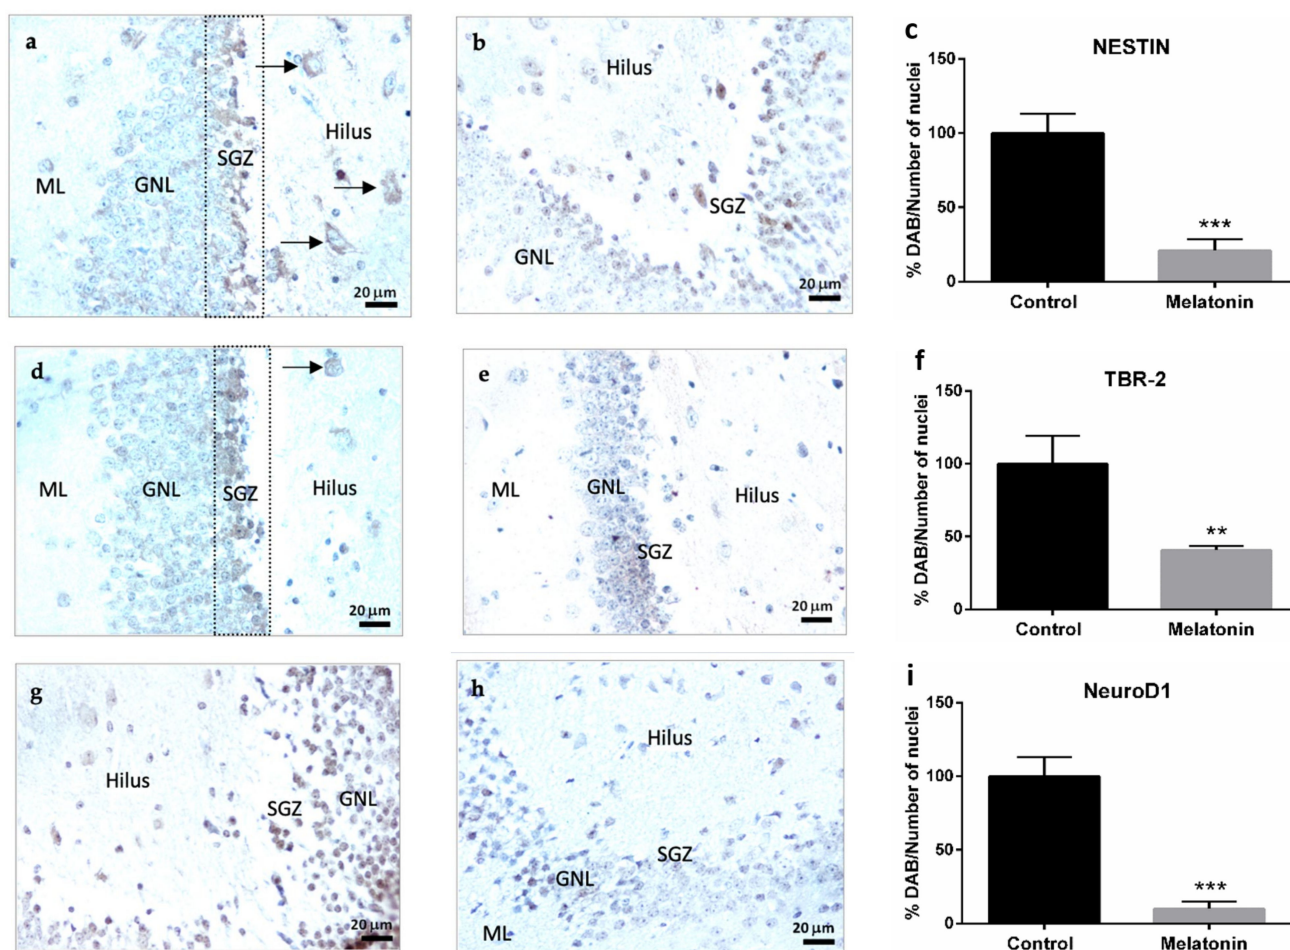 a
ML
GNL
SGZ
Hilus
20 μm
b
Hilus
SGZ
GNL
20 μm
c
NESTIN
% DAB/Number of nuclei
150
100
50
0
***
Control
Melatonin
d
ML
GNL
SGZ
Hilus
20 μm
e
ML
GNL
Hilus
SGZ
20 μm
f
TBR-2
% DAB/Number of nuclei
150
100
50
0
**
Control
Melatonin
g
Hilus
SGZ
GNL
20 μm
h
Hilus
SGZ
GNL
ML
20 μm
i
NeuroD1
% DAB/Number of nuclei
150
100
50
0
***
Control
Melatonin